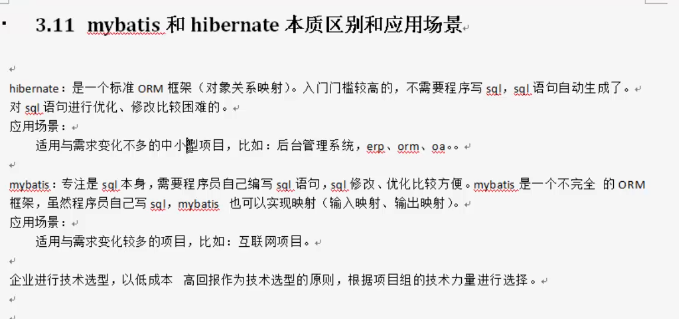 3.11 mybatis 和 hibernate 本质区别和应用场景
hibernate：是一个标准 ORM 框架（对象关系映射）。入门门槛较高的，不需要程序写 sql，sql 语句自动生成了。
对 sql 语句进行优化、修改比较困难的。
应用场景：
适用与需求变化不多的中小型项目，比如：后台管理系统，erp、orm、oa。。
mybatis：专注是 sql 本身，需要程序员自己编写 sql 语句，sql 修改、优化比较方便。mybatis 是一个不完全 的 ORM
框架，虽然程序员自己写 sql，mybatis 也可以实现映射（输入映射、输出映射）。
应用场景：
适用与需求变化较多的项目，比如：互联网项目。
企业进行技术选型，以低成本 高回报作为技术选型的原则，根据项目组的技术力量进行选择。